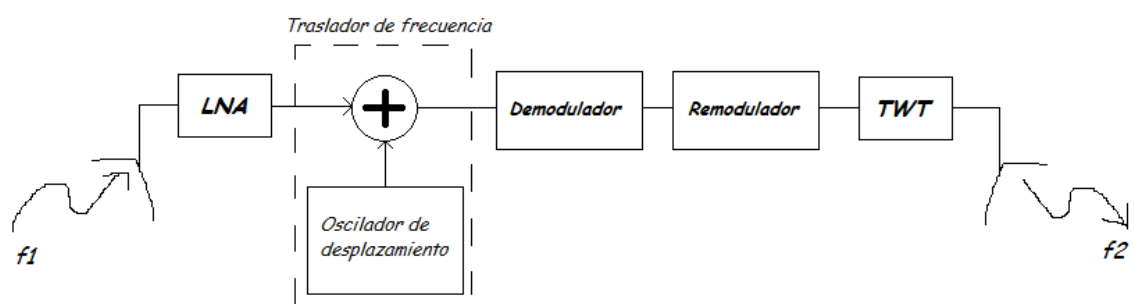 Traslador de frecuencia
LNA
Demodulador
Remodulador
TWT
Oscilador de
desplazamiento
f1
f2